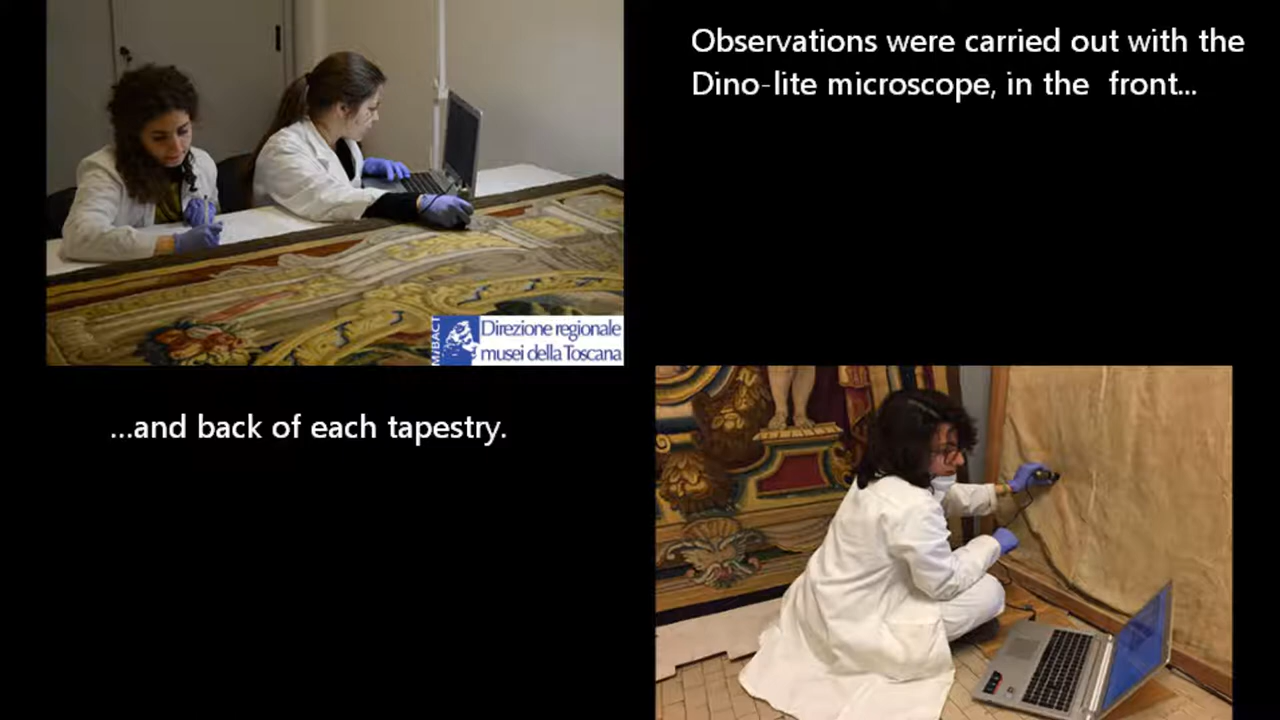 Observations were carried out with the
Dino-lite microscope, in the front...
MiBACT
Direzione regionale
musei della Toscana
...and back of each tapestry.